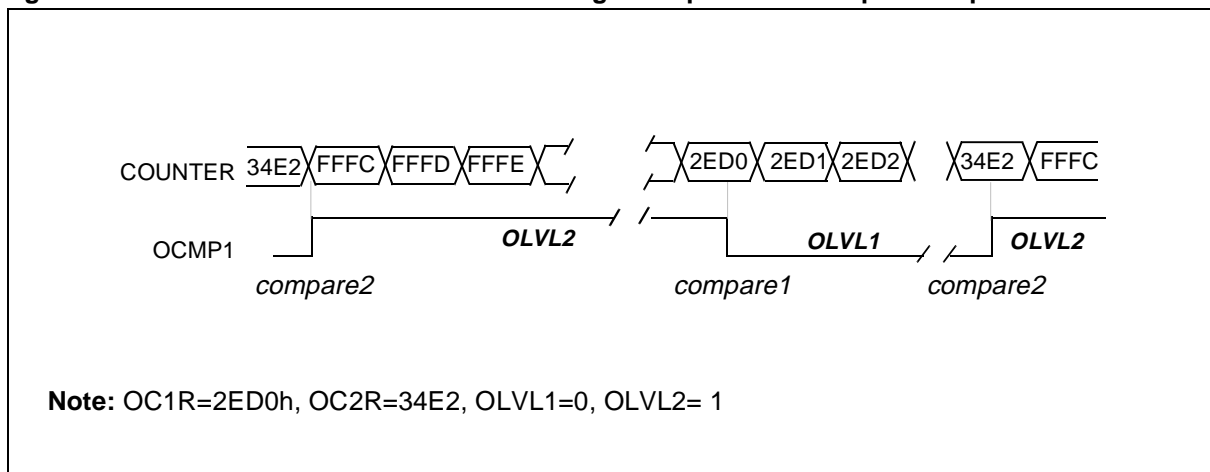 COUNTER 34E2 FFFC FFFD FFFE 2ED0 2ED1 2ED2 34E2 FFFC
OCMP1 OLVL2 OLVL1 OLVL2
compare2 compare1 compare2
Note: OC1R=2ED0h, OC2R=34E2, OLVL1=0, OLVL2= 1